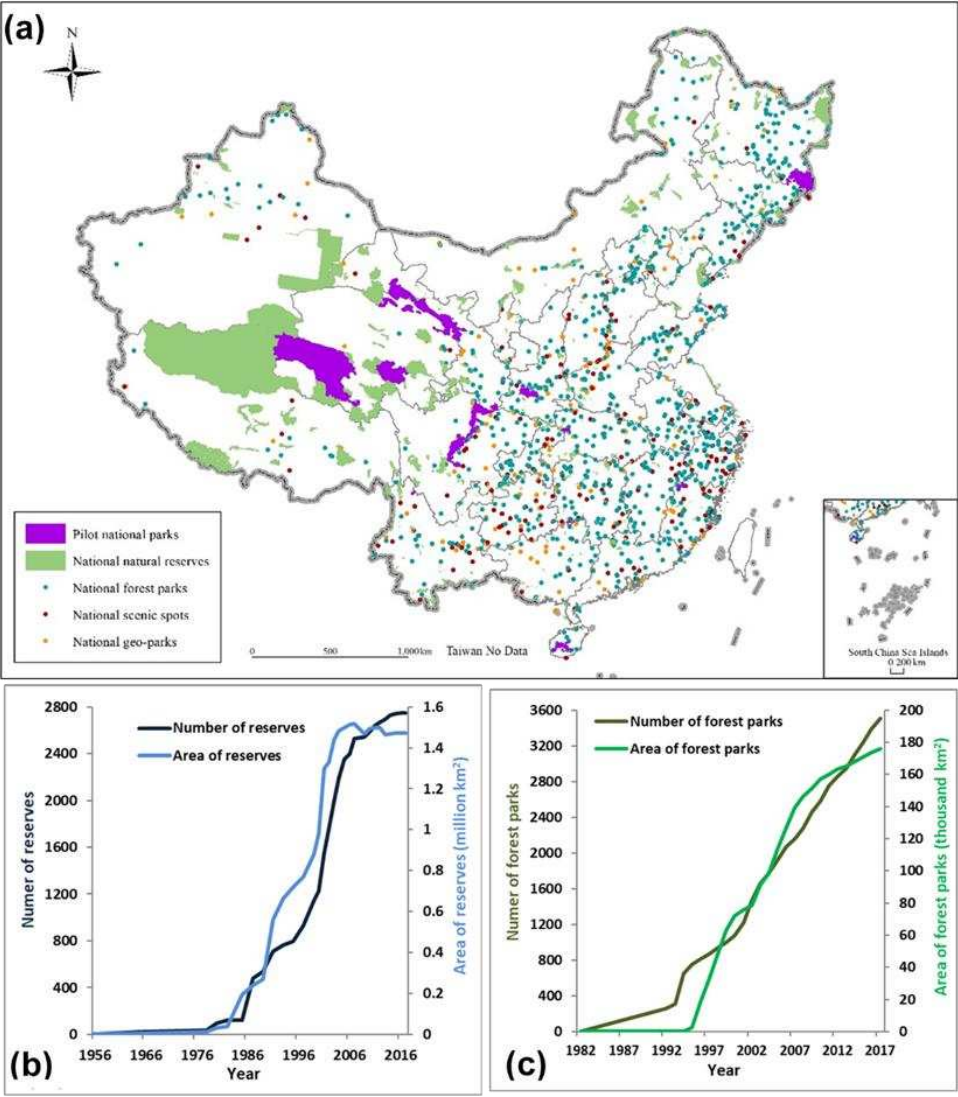 (a)
N
Pilot national parks
National natural reserves
National forest parks
National scenic spots
National geo-parks
0 500 1,000km
Taiwan No Data
South China Sea Islands
0 200 km
2800
2400
2000
1600
1200
800
400
0
Numer of reserves
Number of reserves
Area of reserves
1.6
1.4
1.2
1
0.8
0.6
0.4
0.2
0
Area of reserves (million km²)
1956 1966 1976 1986 1996 2006 2016
Year
(b)
3600
3200
2800
2400
2000
1600
1200
800
400
0
Numer of forest parks
Number of forest parks
Area of forest parks
200
180
160
140
120
100
80
60
40
20
0
Area of forest parks (thousand km²)
1982 1987 1992 1997 2002 2007 2012 2017
Year
(c)